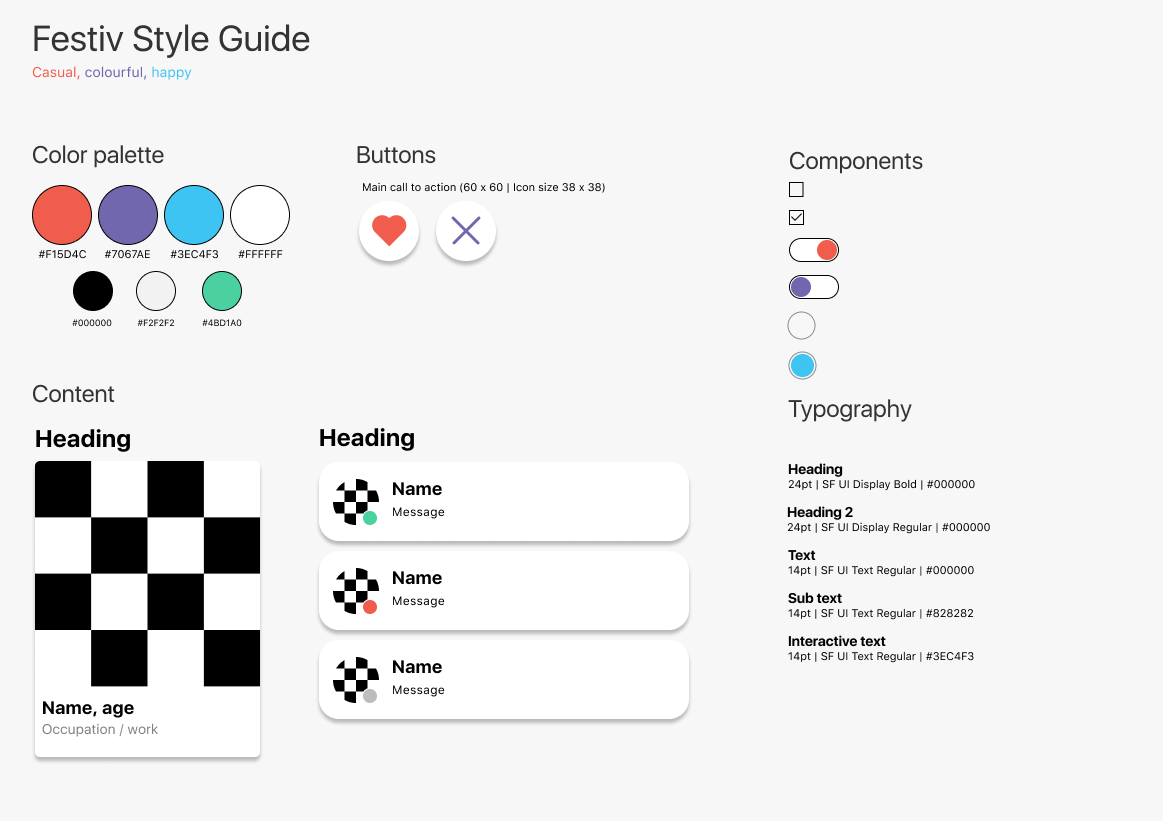 Festiv Style Guide
Casual, colourful, happy
Color palette
#F15D4C #7067AE #3EC4F3 #FFFFFF
#000000 #F2F2F2 #4BD1A0
Buttons
Main call to action (60 x 60 | Icon size 38 x 38)
Components
Content
Heading
Name, age
Occupation / work
Heading
Name
Message
Name
Message
Name
Message
Typography
Heading
24pt | SF UI Display Bold | #000000
Heading 2
24pt | SF UI Display Regular | #000000
Text
14pt | SF UI Text Regular | #000000
Sub text
14pt | SF UI Text Regular | #828282
Interactive text
14pt | SF UI Text Regular | #3EC4F3